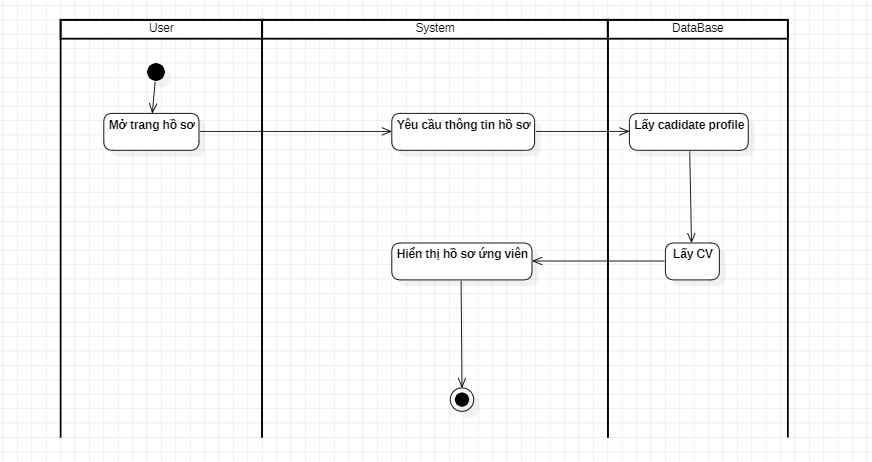 User
System
DataBase
Mở trang hồ sơ
Yêu cầu thông tin hồ sơ
Lấy cadidate profile
Hiển thị hồ sơ ứng viên
Lấy CV